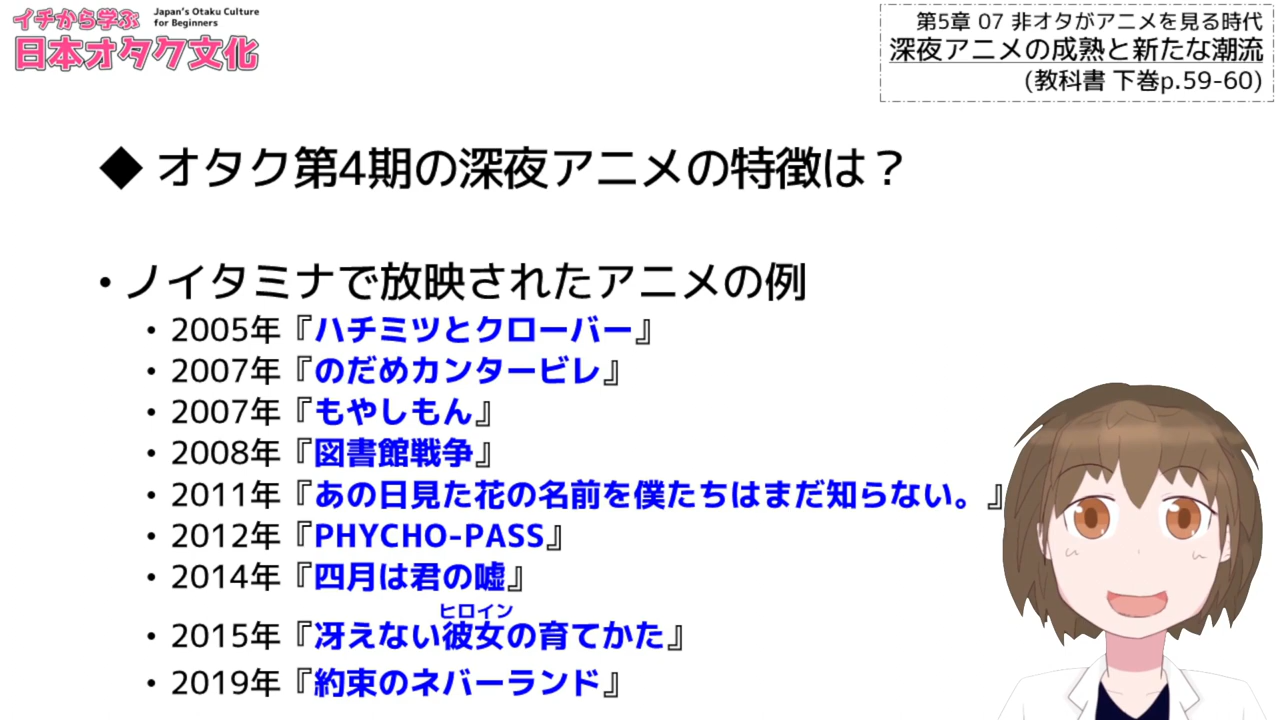 イチから学ぶ
日本オタク文化
Japan's Otaku Culture
for Beginners
第5章 07 非オタがアニメを見る時代
深夜アニメの成熟と新たな潮流
(教科書 下巻p.59-60)
◆ オタク第4期の深夜アニメの特徴は？
• ノイタミナで放映されたアニメの例
• 2005年『ハチミツとクローバー』
• 2007年『のだめカンタービレ』
• 2007年『もやしもん』
• 2008年『図書館戦争』
• 2011年『あの日見た花の名前を僕たちはまだ知らない。』
• 2012年『PHYCHO-PASS』
• 2014年『四月は君の嘘』
ヒロイン
• 2015年『冴えない彼女の育てかた』
• 2019年『約束のネバーランド』